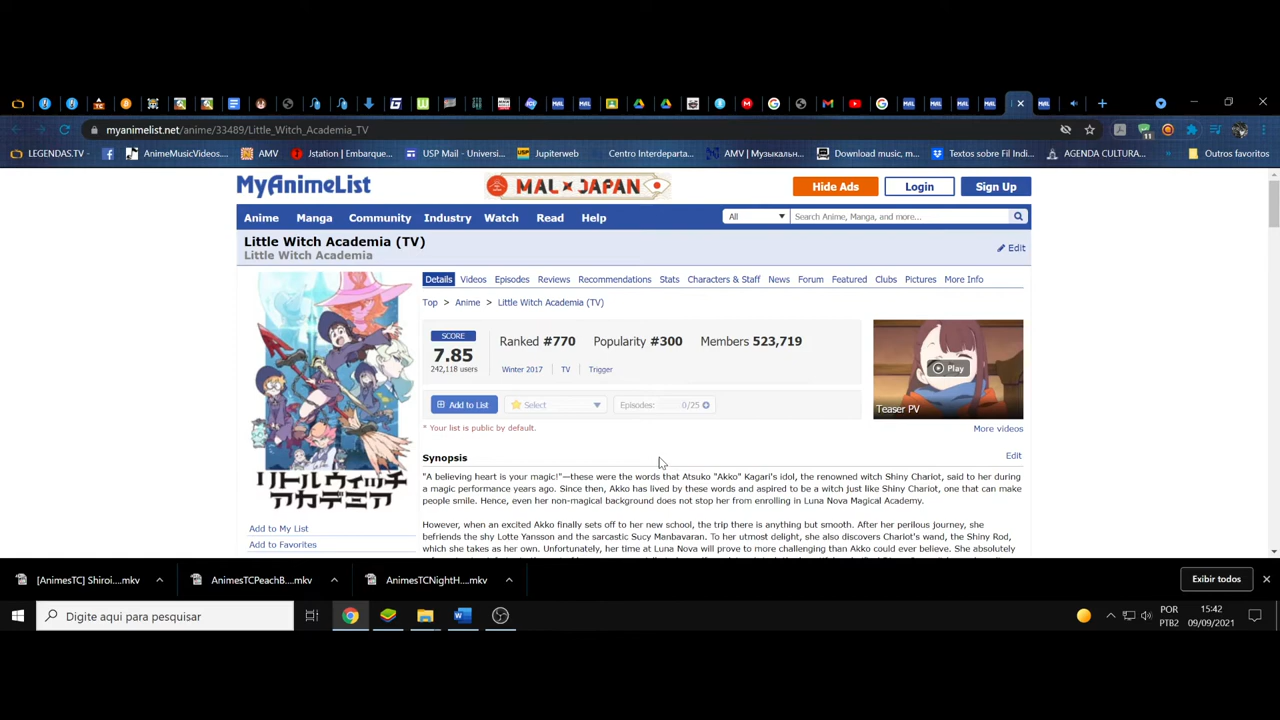 myanimelist.net/anime/33489/Little_Witch_Academia_TV
LEGENDAS.TV - AnimeMusicVideos... AMV Jstation | Embarque... USP Mail - Universi... Jupiterweb Centro Interdeparta... AMV | Музыкальн... Download music, m... Textos sobre Fil Indi... AGENDA CULTURA... » Outros favoritos
MyAnimeList MAL×JAPAN Hide Ads Login Sign Up
Anime Manga Community Industry Watch Read Help All Search Anime, Manga, and more...
Little Witch Academia (TV)
Little Witch Academia
Edit
Details Videos Episodes Reviews Recommendations Stats Characters & Staff News Forum Featured Clubs Pictures More Info
Top > Anime > Little Witch Academia (TV)
SCORE
7.85
242,118 users
Ranked #770 Popularity #300 Members 523,719
Winter 2017 TV Trigger
Play
Teaser PV
Add to List Select Episodes: 0/25
* Your list is public by default.
More videos
Synopsis
Edit
"A believing heart is your magic!"—these were the words that Atsuko "Akko" Kagari's idol, the renowned witch Shiny Chariot, said to her during
a magic performance years ago. Since then, Akko has lived by these words and aspired to be a witch just like Shiny Chariot, one that can make
people smile. Hence, even her non-magical background does not stop her from enrolling in Luna Nova Magical Academy.
However, when an excited Akko finally sets off to her new school, the trip there is anything but smooth. After her perilous journey, she
befriends the shy Lotte Yansson and the sarcastic Sucy Manbavaran. To her utmost delight, she also discovers Chariot's wand, the Shiny Rod,
which she takes as her own. Unfortunately, her time at Luna Nova will prove to more challenging than Akko could ever believe. She absolutely
リトルウィッチ
アカデミア
Add to My List
Add to Favorites
[AnimesTC] Shiroi....mkv AnimesTCPeachB....mkv AnimesTCNightH....mkv Exibir todos
Digite aqui para pesquisar
POR
PTB2
15:42
09/09/2021